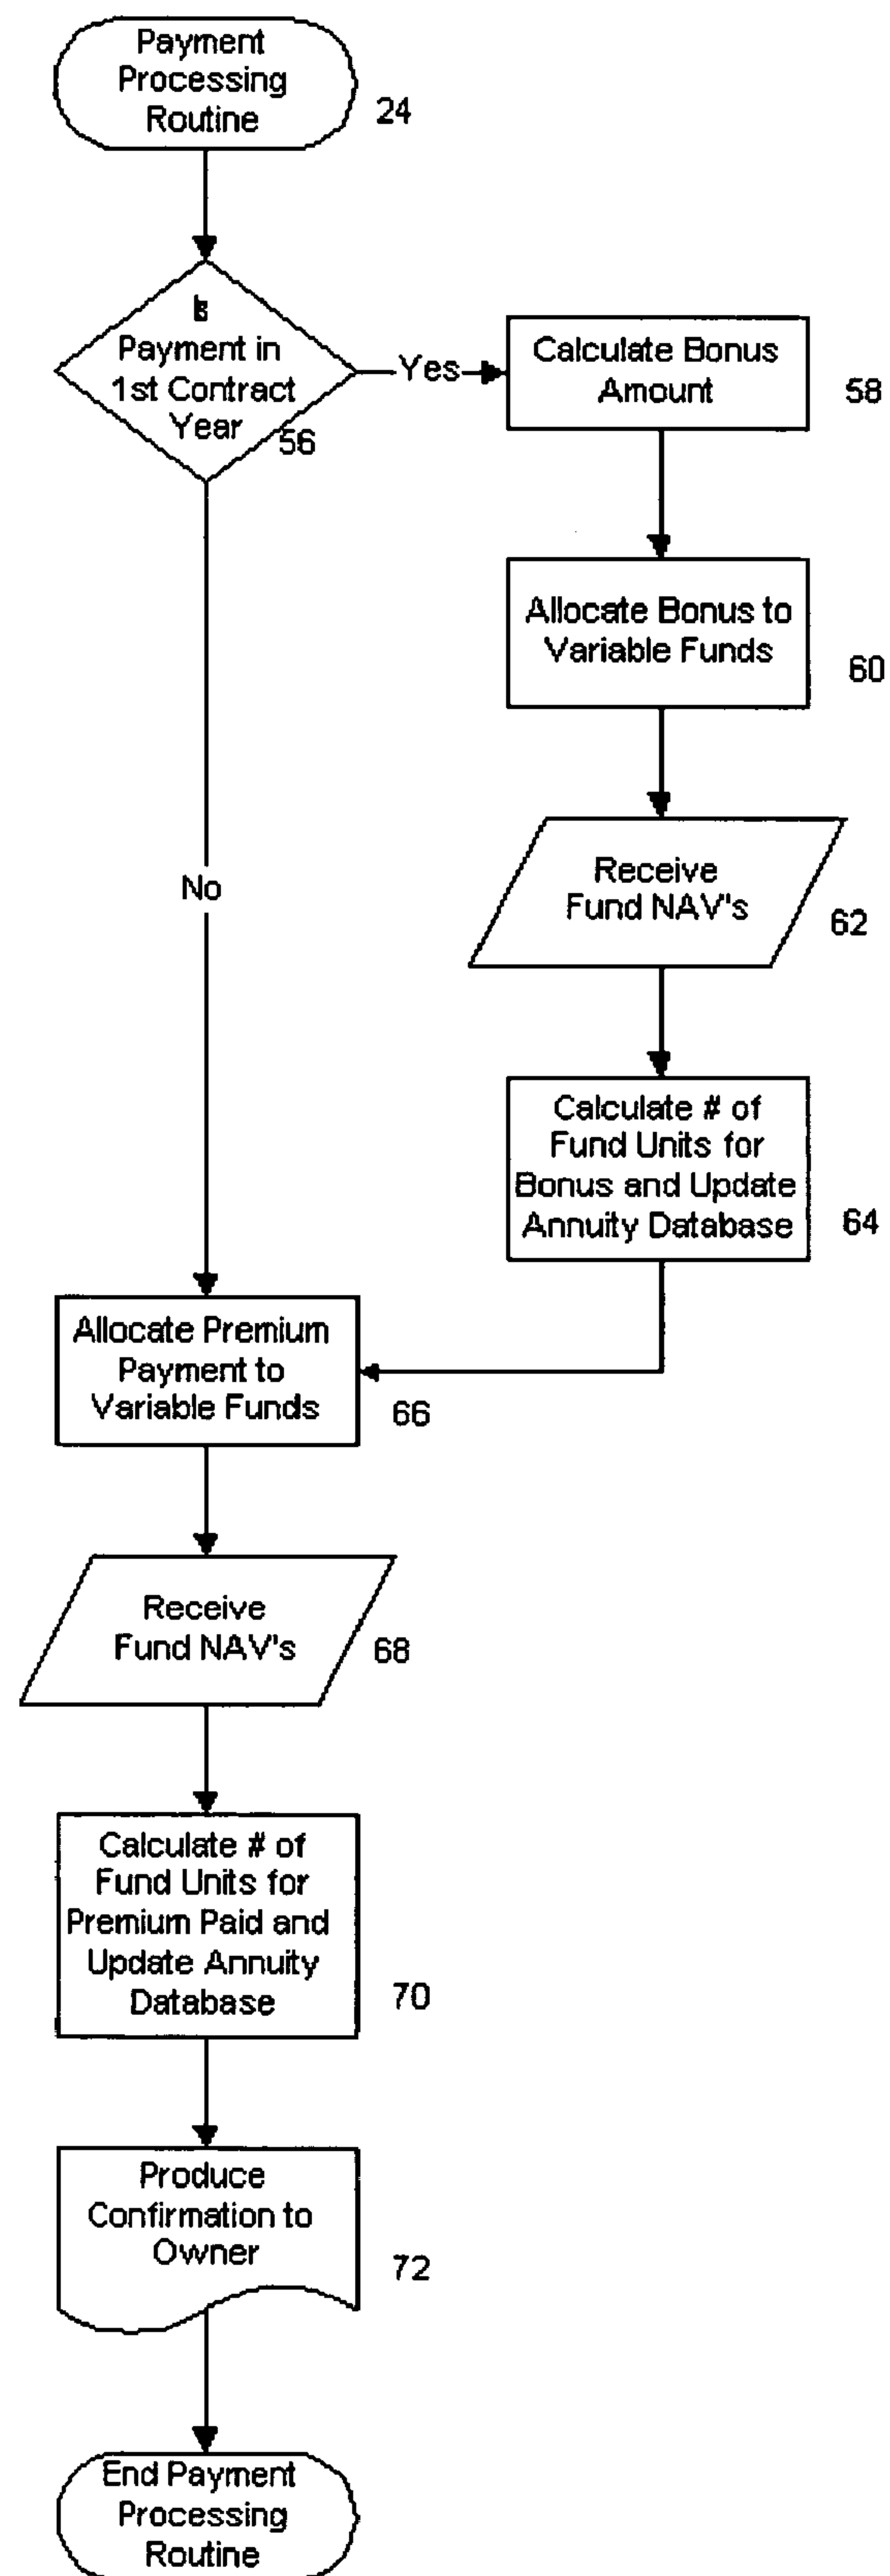 Payment
Processing
Routine
24
Is
Payment in
1st Contract
Year
56
Yes
Calculate Bonus
Amount
58
Allocate Bonus to
Variable Funds
60
Receive
Fund NAV"s
62
Calculate # of
Fund Units for
Bonus and Update
Annuity Database
64
No
Allocate Premium
Payment to
Variable Funds
66
Receive
Fund NAV's
68
Calculate # of
Fund Units for
Premium Paid and
Update Annuity
Database
70
Produce
Confirmation to
Owner
72
End Payment
Processing
Routine